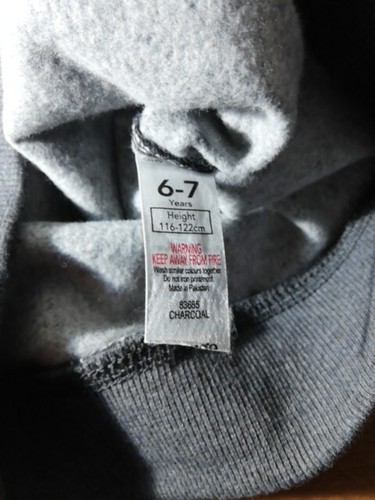 6-7
Years
Height
116-122cm
WARNING
KEEP AWAY FROM FIRE
Wash similar colours together
Do not iron print/motif.
Made in Pakistan
83665
CHARCOAL